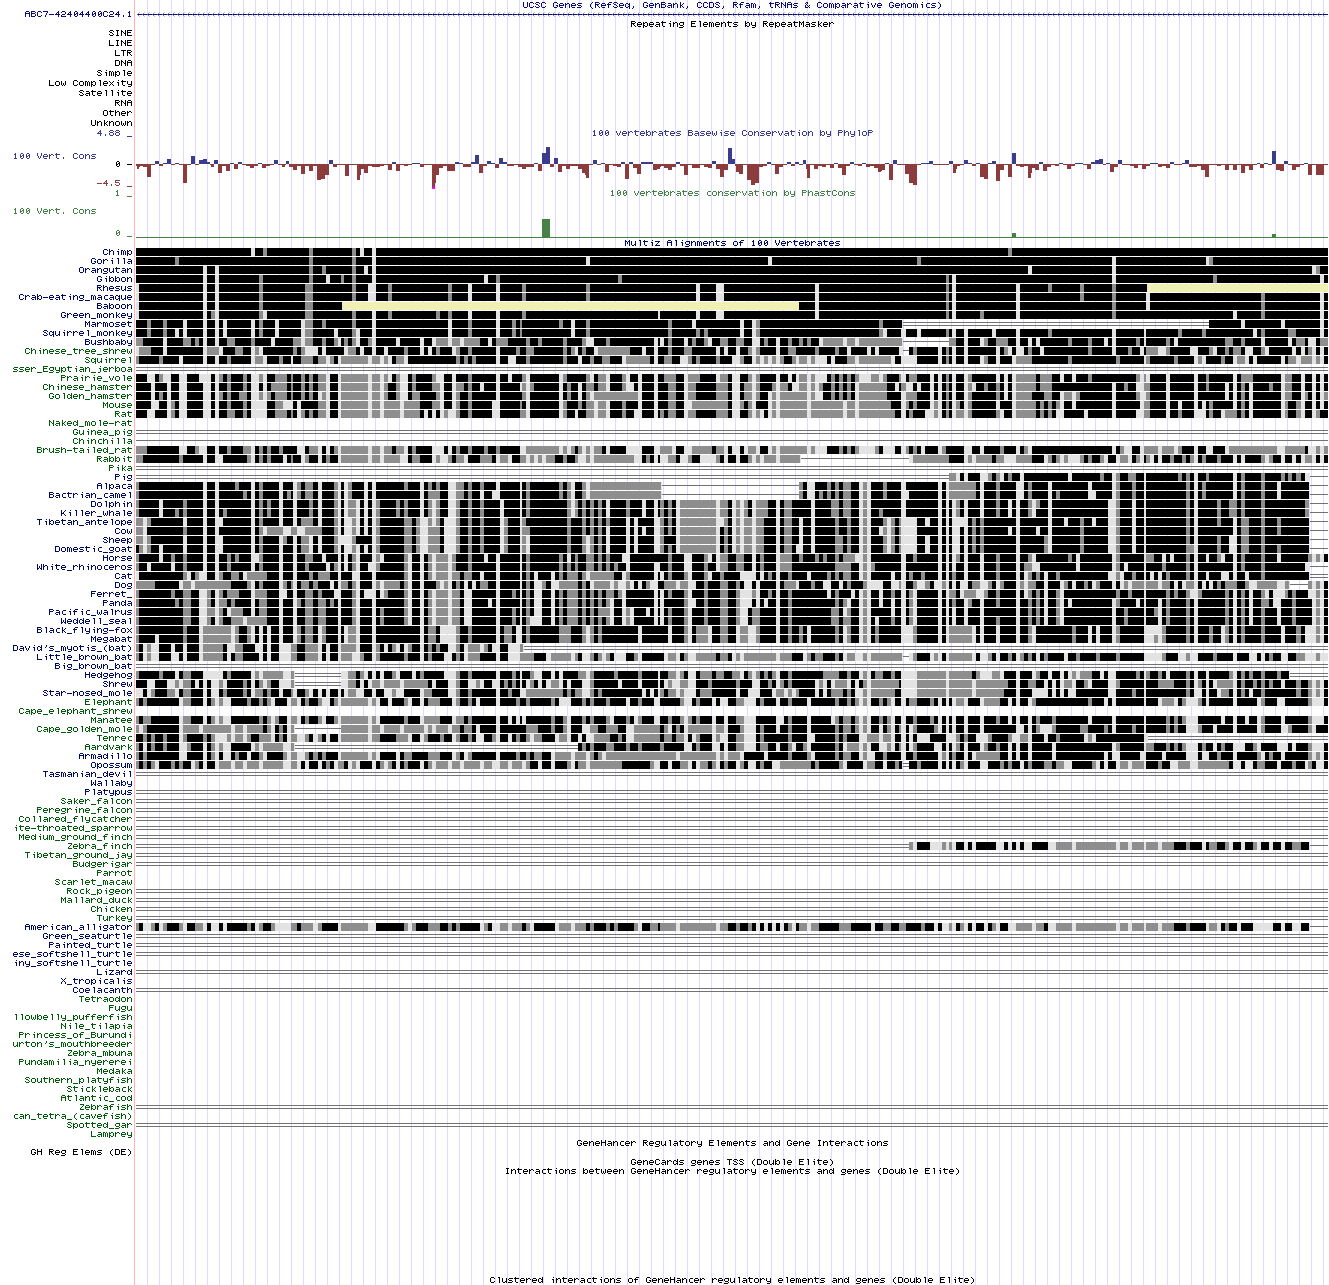 UCSC Genes (RefSeq, GenBank, CCDS, Rfam, tRNAs & Comparative Genomics)
ABC7-42404400C24.1
Repeating Elements by RepeatMasker
SINE
LINE
LTR
DNA
Simple
Low Complexity
Satellite
RNA
Other
Unknown
100 vertebrates Basewise Conservation by PhyloP
4.88 _
100 Vert. Cons
0 _
-4.5 _
100 vertebrates conservation by PhastCons
1 _
100 Vert. Cons
0 _
Multiz Alignments of 100 Vertebrates
Chimp
Gorilla
Orangutan
Gibbon
Rhesus
Crab-eating_macaque
Baboon
Green_monkey
Marmoset
Squirrel_monkey
Bushbaby
Chinese_tree_shrew
Squirrel
sser_Egyptian_jerboa
Prairie_vole
Chinese_hamster
Golden_hamster
Mouse
Rat
Naked_mole-rat
Guinea_pig
Chinchilla
Brush-tailed_rat
Rabbit
Pika
Pig
Alpaca
Bactrian_camel
Dolphin
Killer_whale
Tibetan_antelope
Cow
Sheep
Domestic_goat
Horse
White_rhinoceros
Cat
Dog
Ferret_
Panda
Pacific_walrus
Weddell_seal
Black_flying-fox
Megabat
David's_myotis_(bat)
Little_brown_bat
Big_brown_bat
Hedgehog
Shrew
Star-nosed_mole
Elephant
Cape_elephant_shrew
Manatee
Cape_golden_mole
Tenrec
Aardvark
Armadillo
Opossum
Tasmanian_devil
Wallaby
Platypus
Saker_falcon
Peregrine_falcon
Collared_flycatcher
ite-throated_sparrow
Medium_ground_finch
Zebra_finch
Tibetan_ground_jay
Budgerigar
Parrot
Scarlet_macaw
Rock_pigeon
Mallard_duck
Chicken
Turkey
American_alligator
Green_seaturtle
Painted_turtle
ese_softshell_turtle
iny_softshell_turtle
Lizard
X_tropicalis
Coelacanth
Tetraodon
Fugu
llowbelly_pufferfish
Nile_tilapia
Princess_of_Burundi
urton's_mouthbreeder
Zebra_mbuna
Pundamilia_nyererei
Medaka
Southern_platyfish
Stickleback
Atlantic_cod
Zebrafish
can_tetra_(cavefish)
Spotted_gar
Lamprey
GeneHancer Regulatory Elements and Gene Interactions
GH Reg Elems (DE)
GeneCards genes TSS (Double Elite)
Interactions between GeneHancer regulatory elements and genes (Double Elite)
Clustered interactions of GeneHancer regulatory elements and genes (Double Elite)